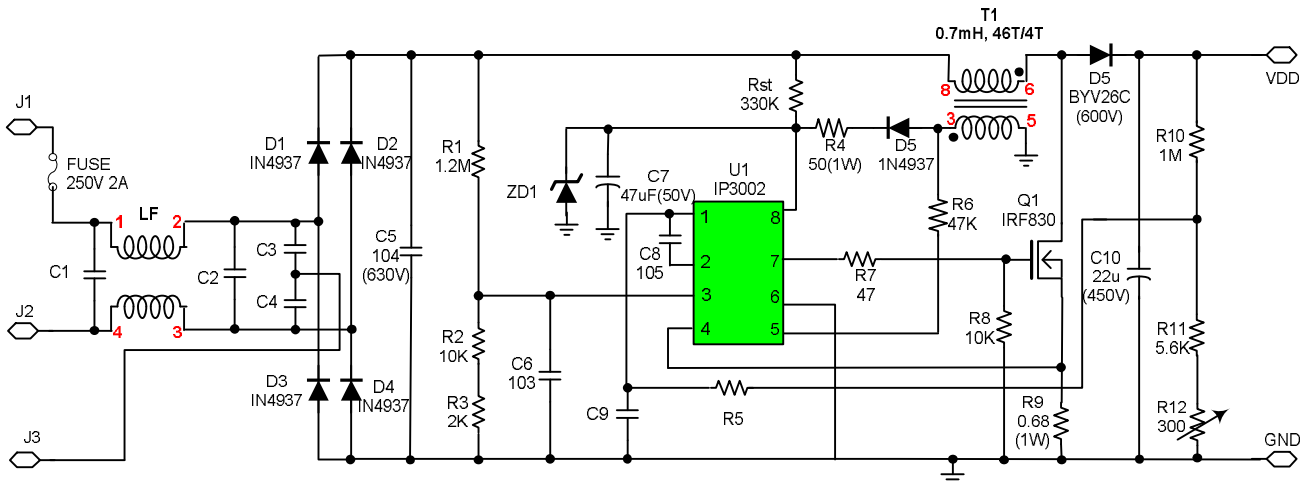 T1
0.7mH, 46T/4T
J1
FUSE
250V 2A
LF
1
2
4
3
C1
C2
C3
C4
J2
J3
D1
IN4937
D2
IN4937
D3
IN4937
D4
IN4937
C5
104
(630V)
R1
1.2M
R2
10K
R3
2K
C6
103
ZD1
C7
47uF(50V)
Rst
330K
R4
50(1W)
D5
1N4937
8
6
3
5
U1
IP3002
1
2
3
4
8
7
6
5
C8
105
C9
R5
R6
47K
R7
47
R8
10K
Q1
IRF830
R9
0.68
(1W)
D5
BYV26C
(600V)
C10
22u
(450V)
R10
1M
R11
5.6K
R12
300
VDD
GND